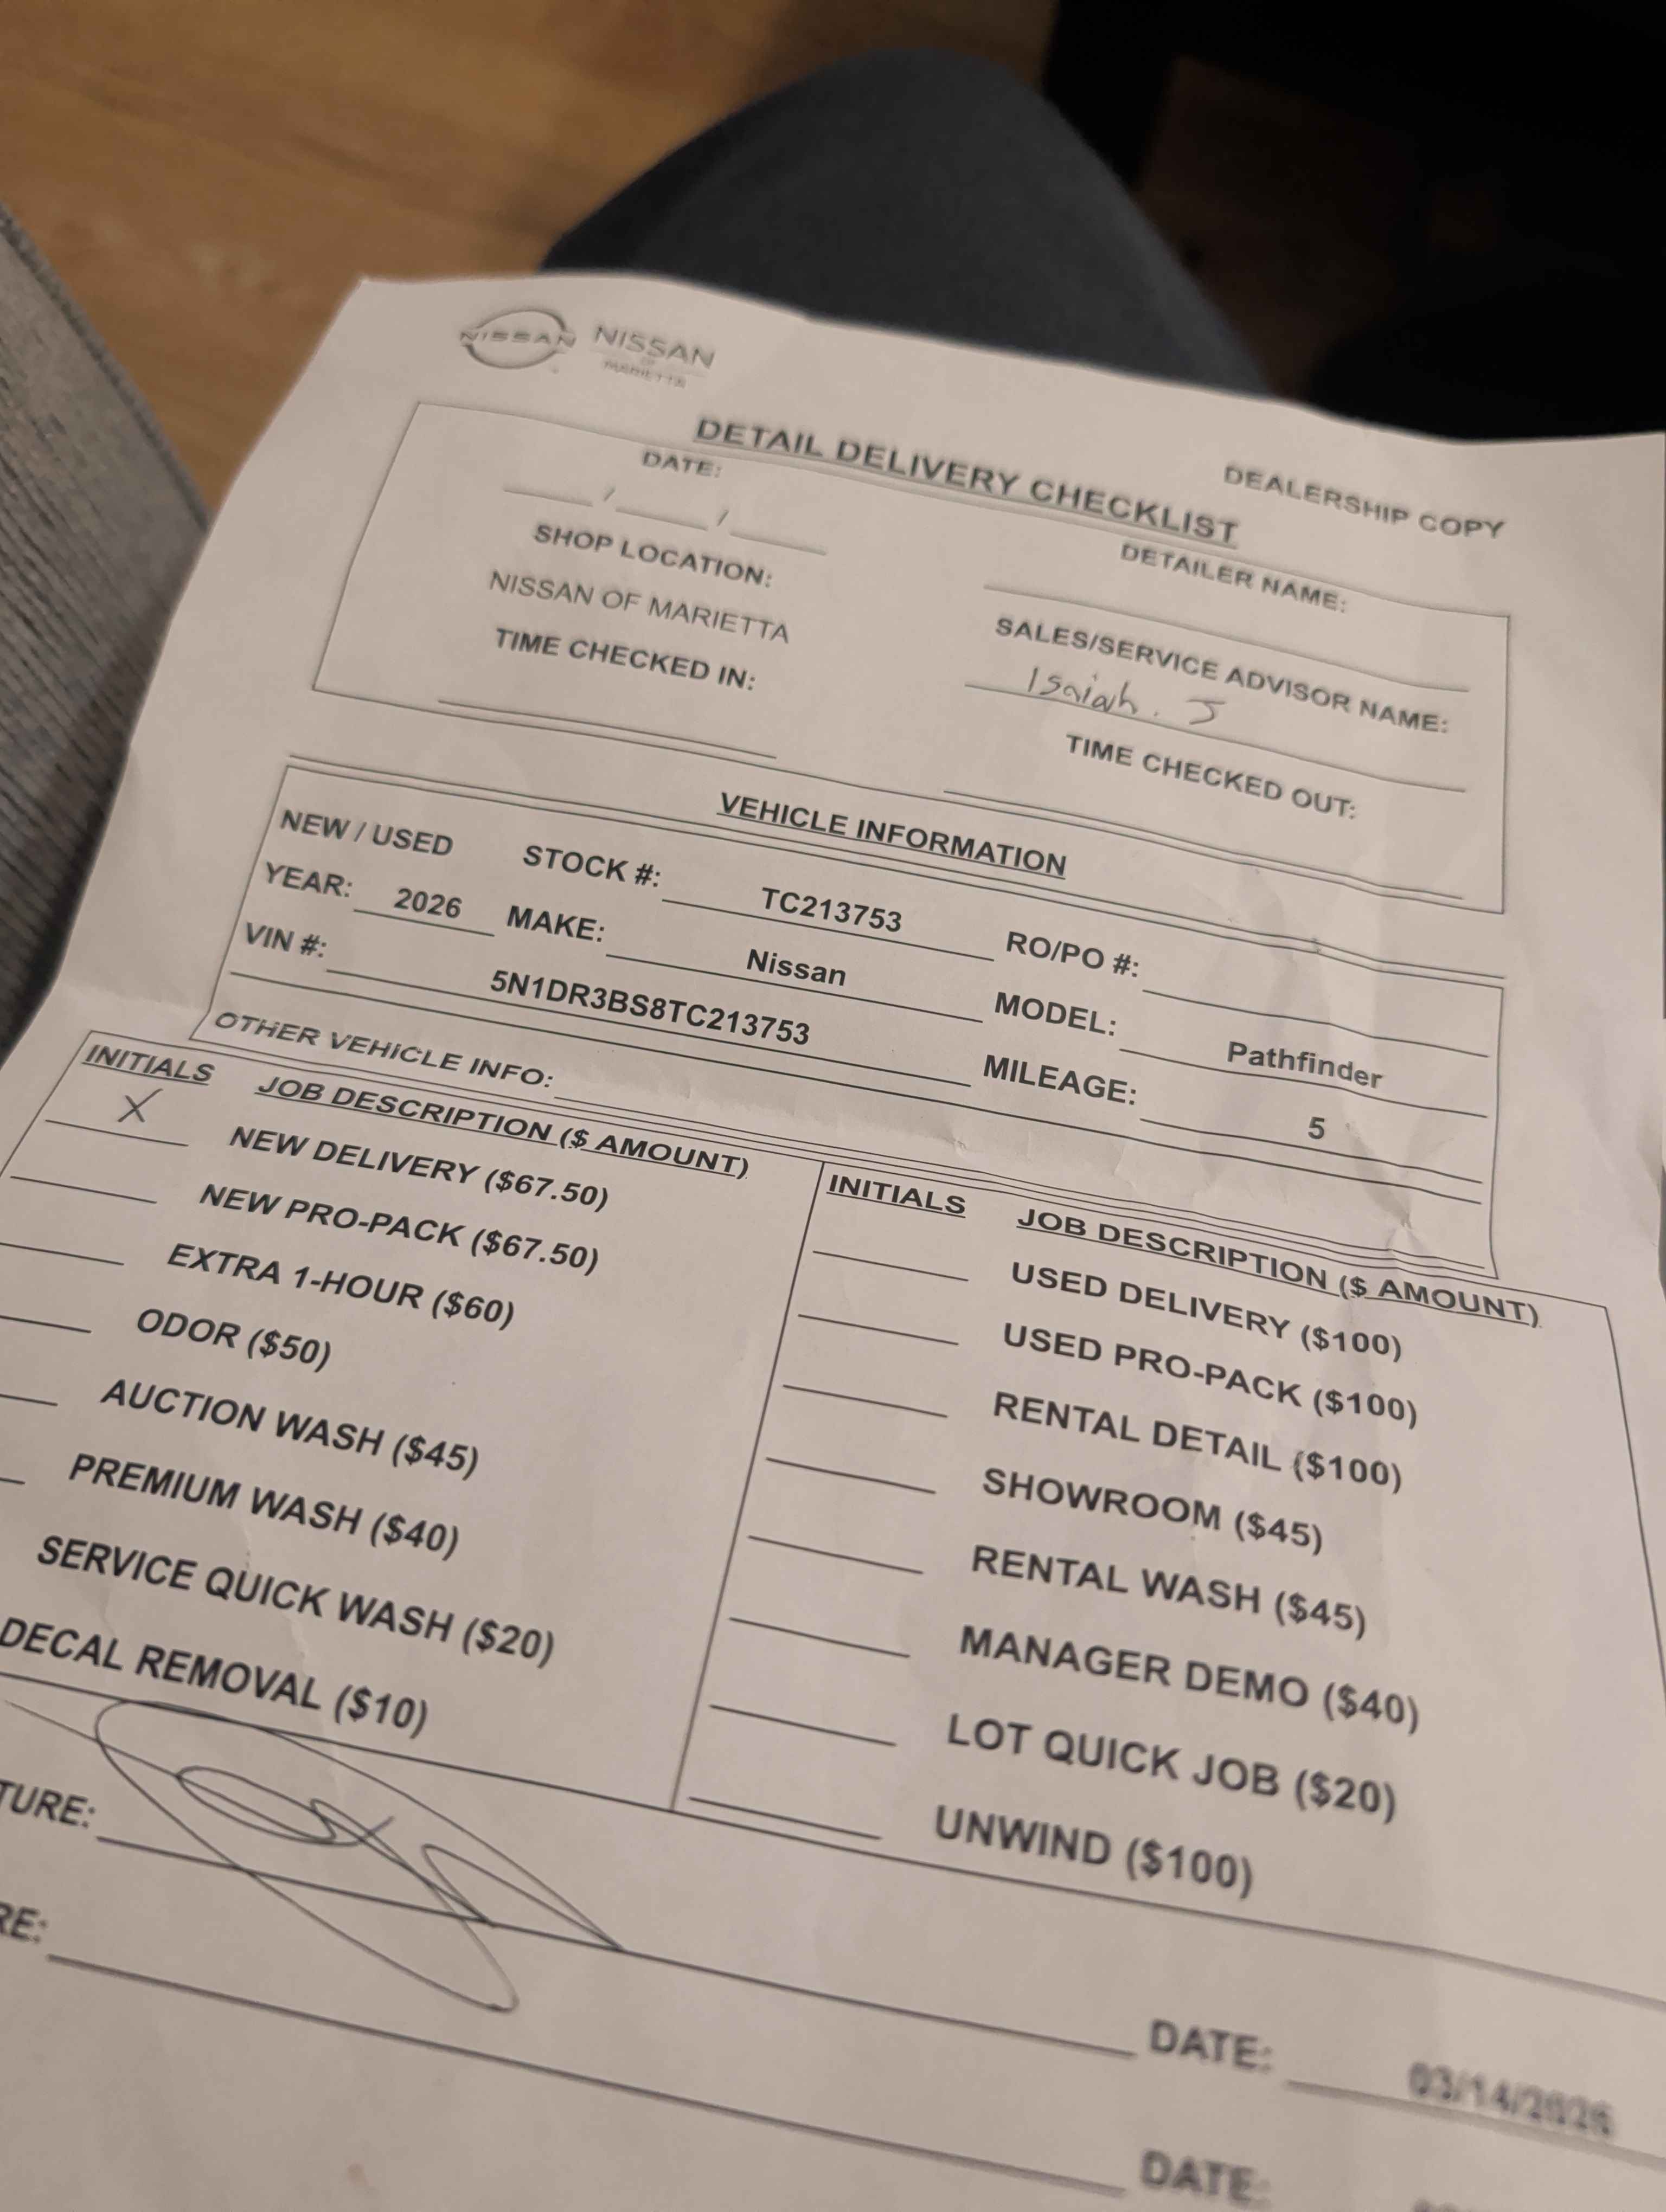 NISSAN NISSAN
OF
MARIETTA
DETAIL DELIVERY CHECKLIST
DEALERSHIP COPY
DATE:
/ /
DETAILER NAME:
SHOP LOCATION:
NISSAN OF MARIETTA
SALES/SERVICE ADVISOR NAME:
Isaiah. J
TIME CHECKED IN:
TIME CHECKED OUT:
VEHICLE INFORMATION
NEW / USED STOCK #: TC213753 RO/PO #:
YEAR: 2026 MAKE: Nissan MODEL: Pathfinder
VIN #: 5N1DR3BS8TC213753 MILEAGE: 5
OTHER VEHICLE INFO:
INITIALS JOB DESCRIPTION ($ AMOUNT)
X NEW DELIVERY ($67.50)
NEW PRO-PACK ($67.50)
EXTRA 1-HOUR ($60)
ODOR ($50)
AUCTION WASH ($45)
PREMIUM WASH ($40)
SERVICE QUICK WASH ($20)
DECAL REMOVAL ($10)
INITIALS JOB DESCRIPTION ($ AMOUNT)
USED DELIVERY ($100)
USED PRO-PACK ($100)
RENTAL DETAIL ($100)
SHOWROOM ($45)
RENTAL WASH ($45)
MANAGER DEMO ($40)
LOT QUICK JOB ($20)
UNWIND ($100)
TURE: DATE: 03/14/2026
RE: DATE: